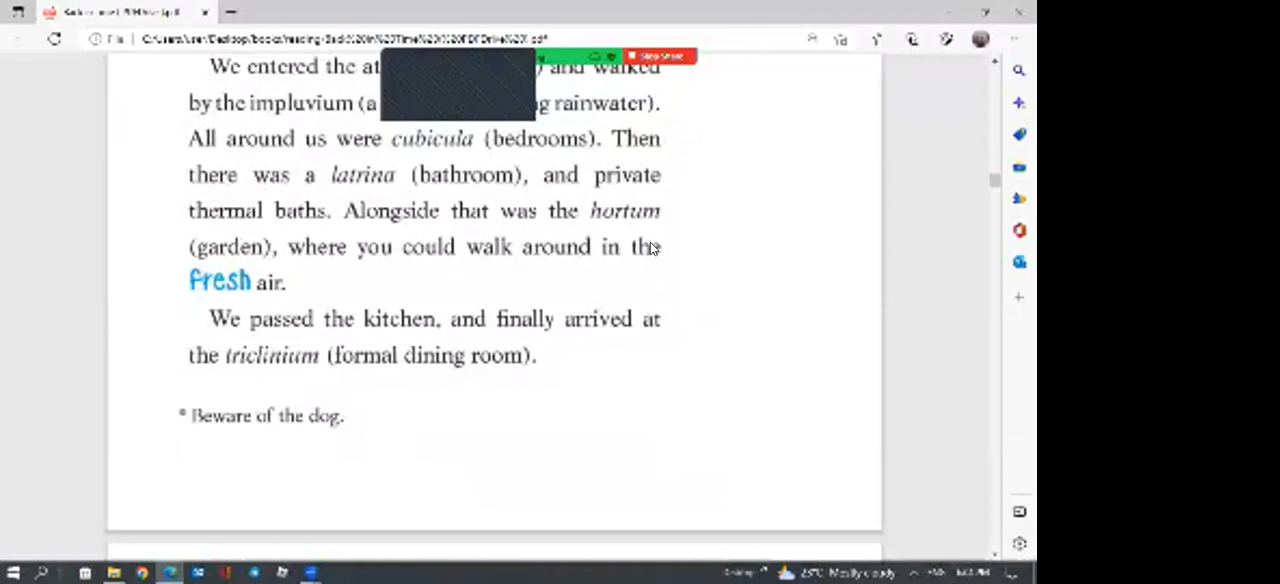 We entered the at ) and walked
by the impluvium (a g rainwater).
All around us were cubicula (bedrooms). Then
there was a latrina (bathroom), and private
thermal baths. Alongside that was the hortum
(garden), where you could walk around in the
fresh air.
We passed the kitchen, and finally arrived at
the triclinium (formal dining room).
* Beware of the dog.
Stop Share
23°C Mostly cloudy